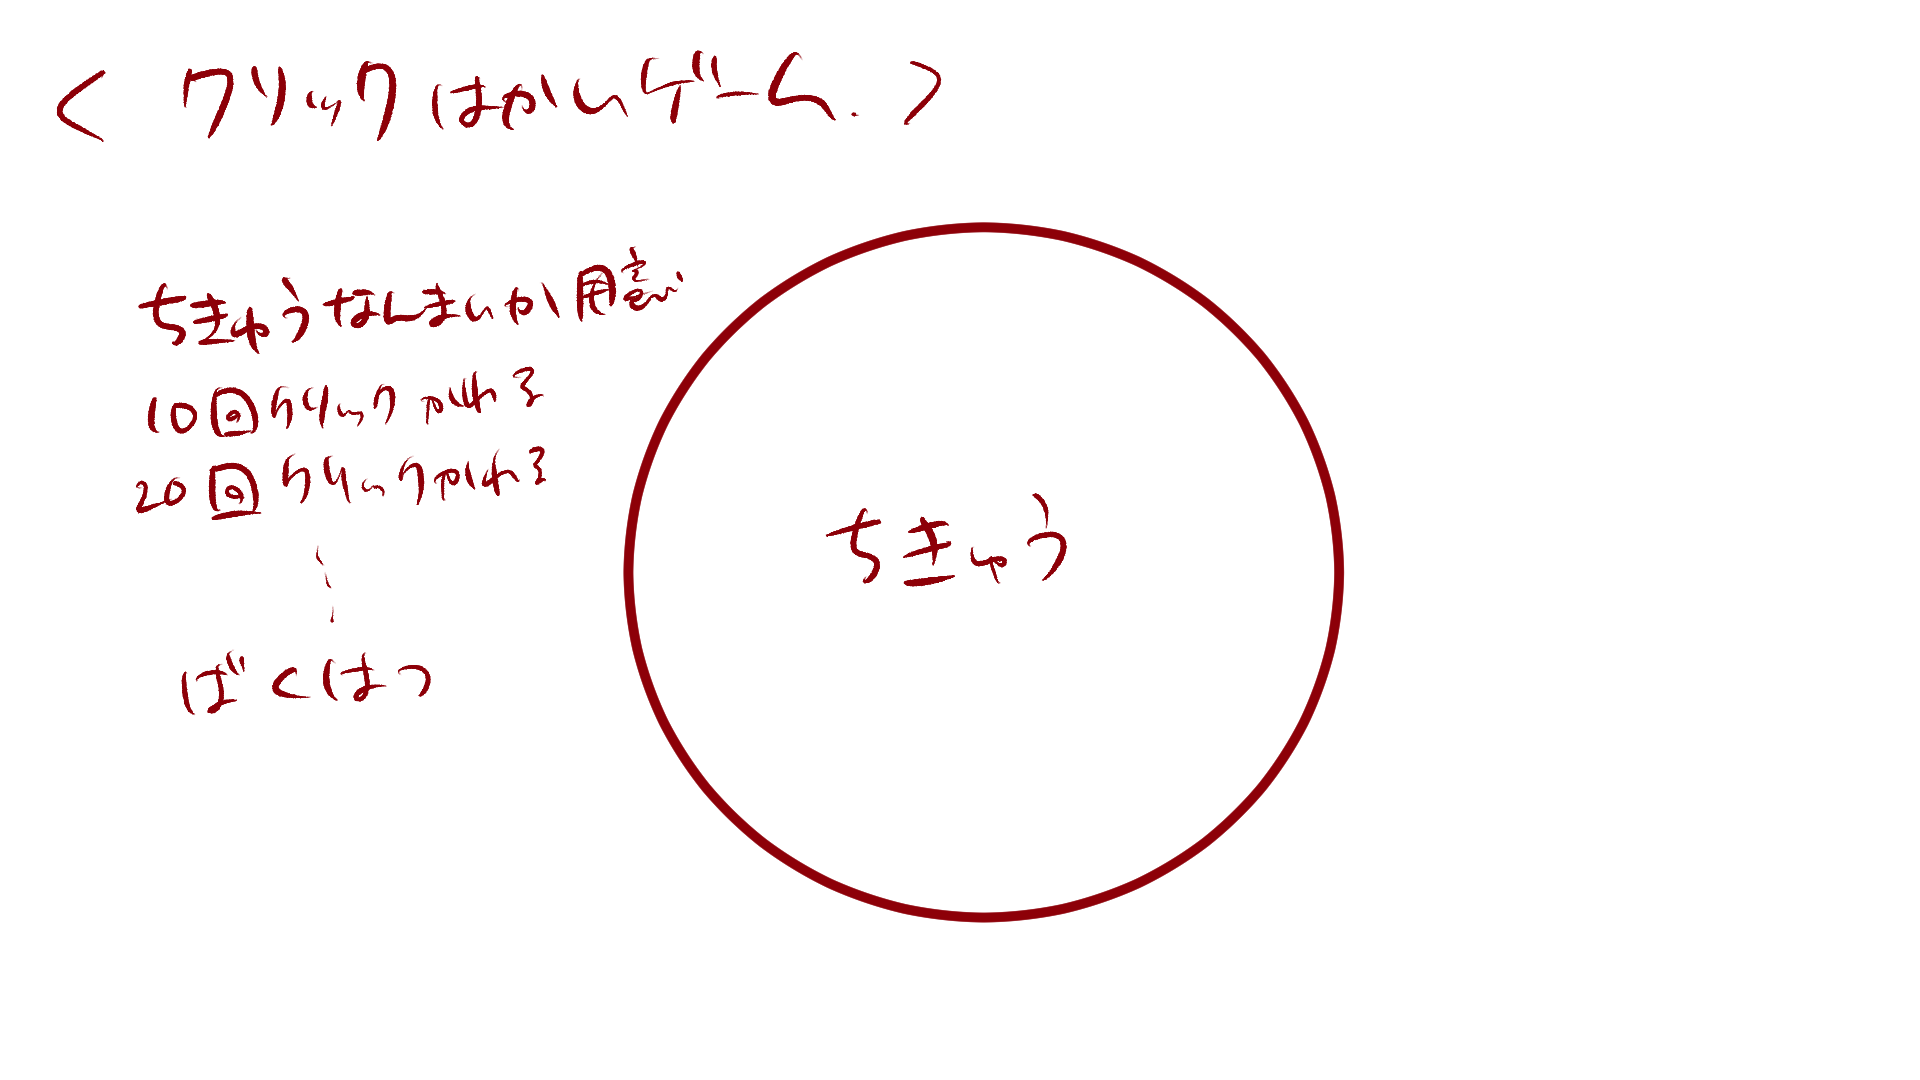 < クリックはかいゲーム. >
ちきゅうなんまいか用意
10回クリックかわれる
20回クリックかわれる
ばくはつ
ちきゅう